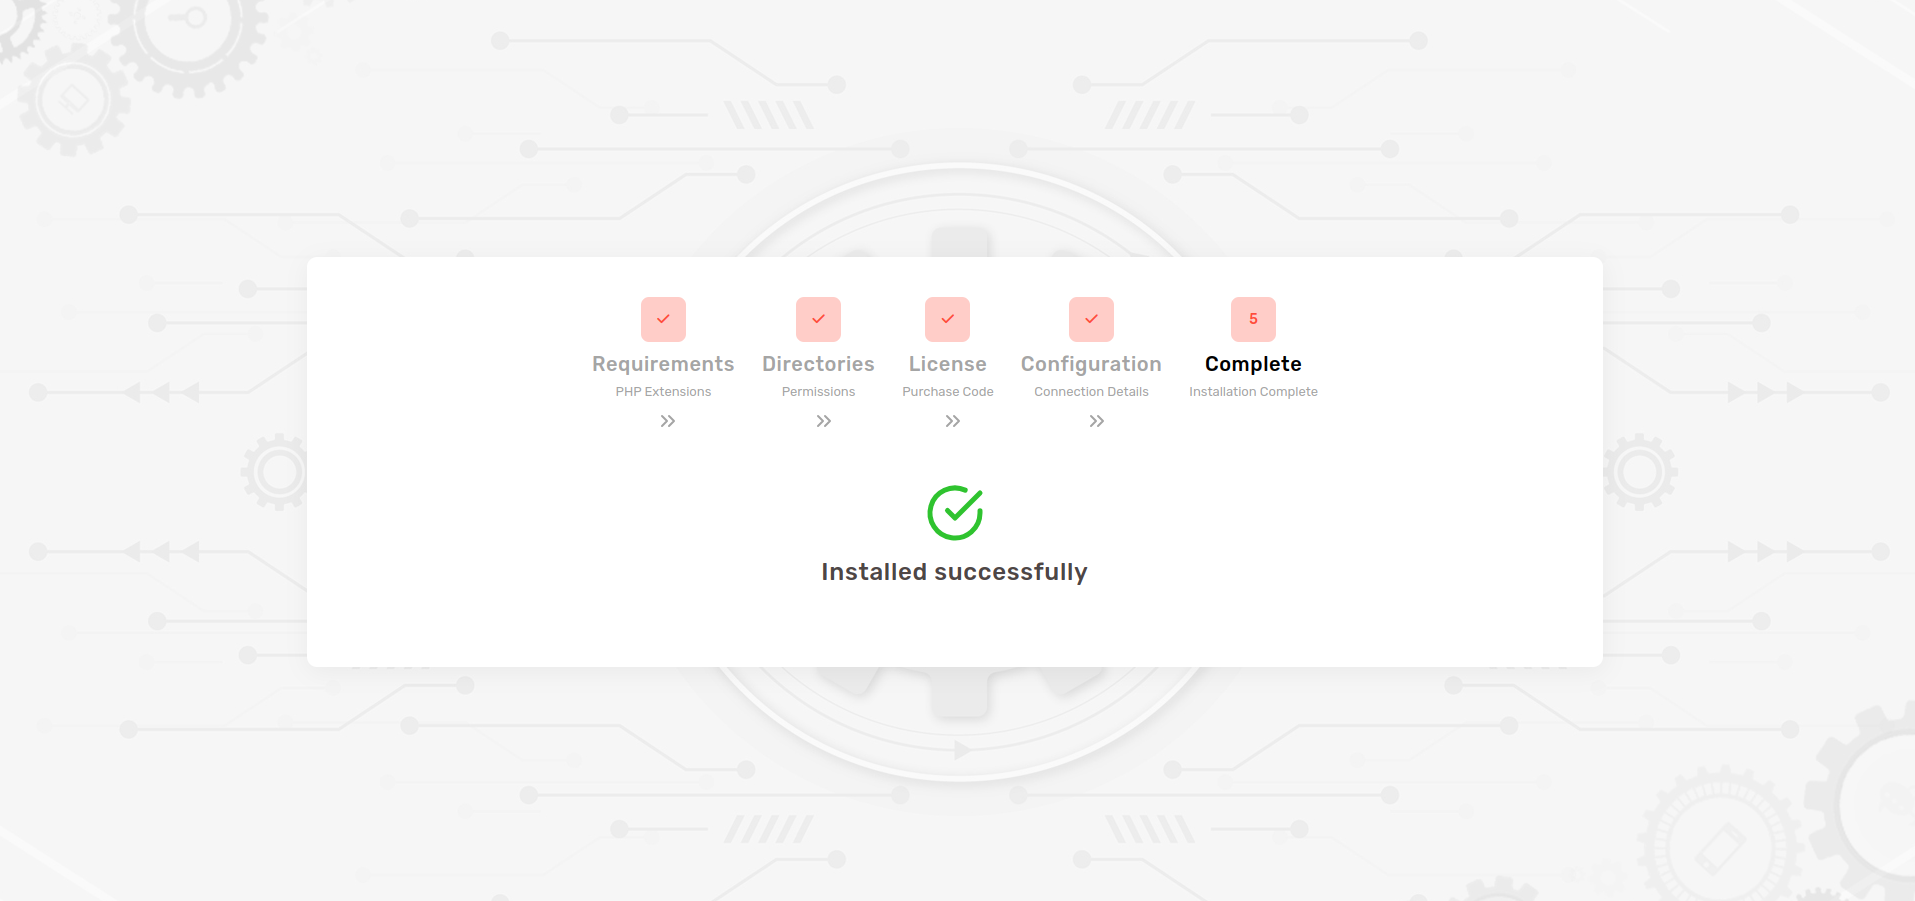 5
Requirements Directories License Configuration Complete
PHP Extensions Permissions Purchase Code Connection Details Installation Complete
Installed successfully